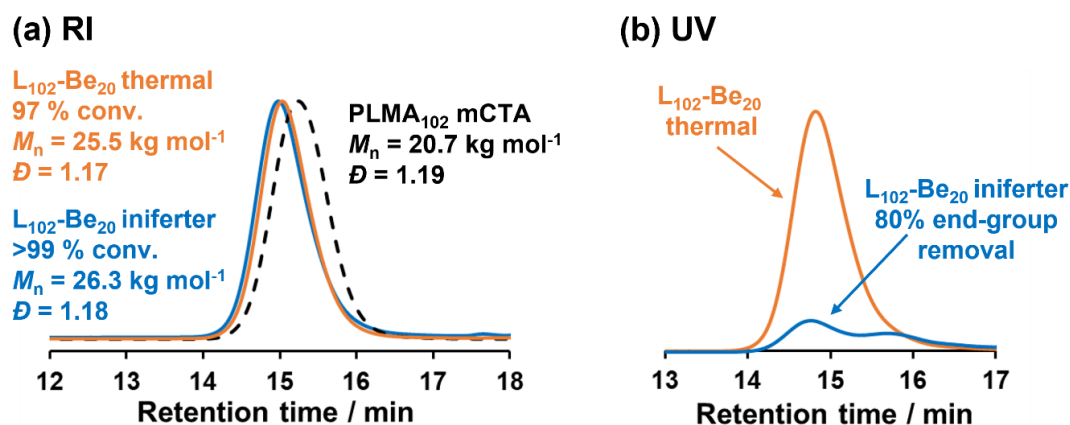 (a) RI
L₁₀₂-Be₂₀ thermal
97 % conv.
Mₙ = 25.5 kg mol⁻¹
Đ = 1.17
L₁₀₂-Be₂₀ iniferter
>99 % conv.
Mₙ = 26.3 kg mol⁻¹
Đ = 1.18
PLMA₁₀₂ mCTA
Mₙ = 20.7 kg mol⁻¹
Đ = 1.19
12 13 14 15 16 17 18
Retention time / min
(b) UV
L₁₀₂-Be₂₀
thermal
L₁₀₂-Be₂₀ iniferter
80% end-group
removal
13 14 15 16 17
Retention time / min